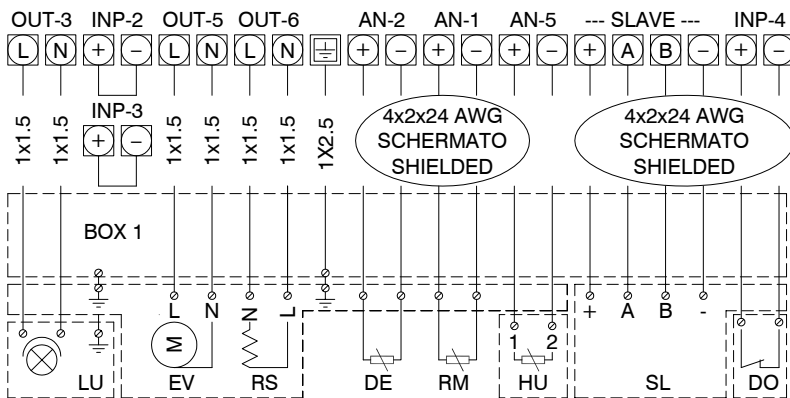 OUT-3 INP-2 OUT-5 OUT-6 AN-2 AN-1 AN-5 --- SLAVE --- INP-4
L N + − L N L N + − + − + − + A B − + −
INP-3
+ −
1x1.5 1x1.5 1x1.5 1x1.5 1x1.5 1x1.5 1X2.5
4x2x24 AWG
SCHERMATO
SHIELDED
4x2x24 AWG
SCHERMATO
SHIELDED
BOX 1
L N N L + A B -
M
1 2
LU EV RS DE RM HU SL DO